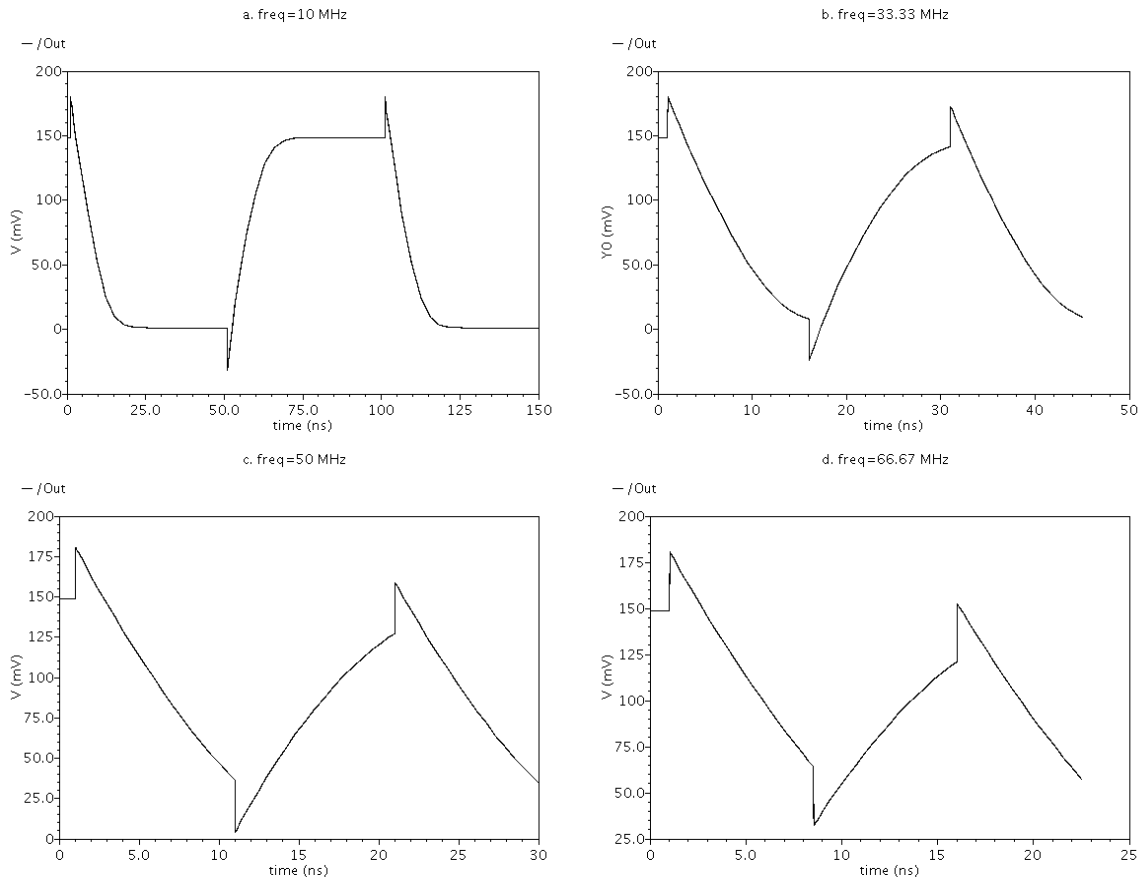 a. freq=10 MHz
— /Out
200
150
100
50.0
0
−50.0
V (mV)
0 25.0 50.0 75.0 100 125 150
time (ns)
b. freq=33.33 MHz
— /Out
200
150
100
50.0
0
−50.0
Y0 (mV)
0 10 20 30 40 50
time (ns)
c. freq=50 MHz
— /Out
200
175
150
125
100
75.0
50.0
25.0
0
V (mV)
0 5.0 10 15 20 25 30
time (ns)
d. freq=66.67 MHz
— /Out
200
175
150
125
100
75.0
50.0
25.0
V (mV)
0 5.0 10 15 20 25
time (ns)